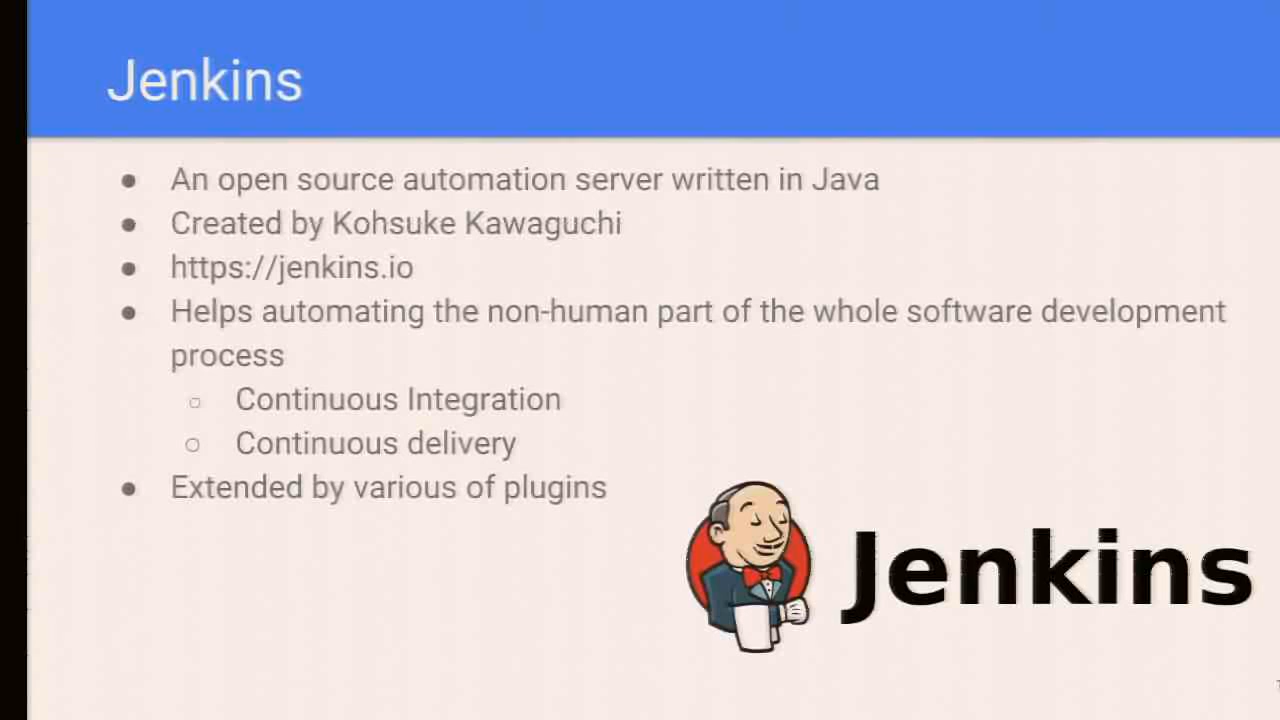 Jenkins
● An open source automation server written in Java
● Created by Kohsuke Kawaguchi
● https://jenkins.io
● Helps automating the non-human part of the whole software development
process
○ Continuous Integration
○ Continuous delivery
● Extended by various of plugins
Jenkins